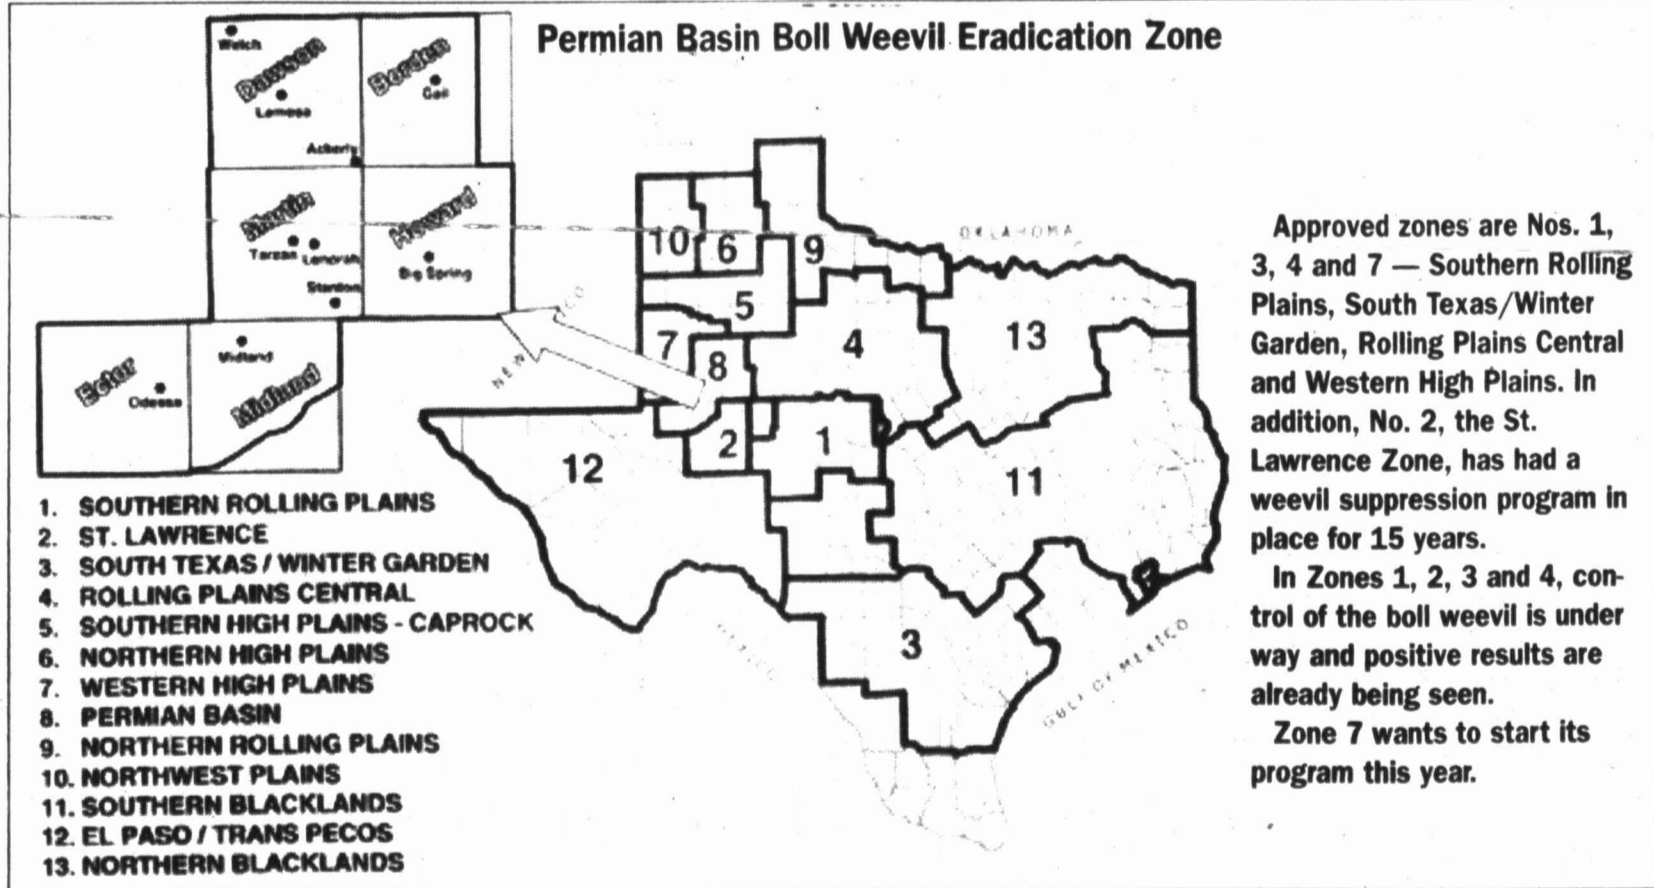 Permian Basin Boll Weevil Eradication Zone
Welch
Dawson
Lamesa
Ackerly
Borden
Gail
Martin
Tarzan
Lenorah
Stanton
Howard
Big Spring
Ector
Odessa
Midland
Midland
OKLAHOMA
NEW
CO
MEXICO
GULF OF MEXICO
10
6
9
5
7
8
4
13
2
1
12
11
3
1. SOUTHERN ROLLING PLAINS
2. ST. LAWRENCE
3. SOUTH TEXAS / WINTER GARDEN
4. ROLLING PLAINS CENTRAL
5. SOUTHERN HIGH PLAINS - CAPROCK
6. NORTHERN HIGH PLAINS
7. WESTERN HIGH PLAINS
8. PERMIAN BASIN
9. NORTHERN ROLLING PLAINS
10. NORTHWEST PLAINS
11. SOUTHERN BLACKLANDS
12. EL PASO / TRANS PECOS
13. NORTHERN BLACKLANDS
Approved zones are Nos. 1,
3, 4 and 7 — Southern Rolling
Plains, South Texas/Winter
Garden, Rolling Plains Central
and Western High Plains. In
addition, No. 2, the St.
Lawrence Zone, has had a
weevil suppression program in
place for 15 years.
In Zones 1, 2, 3 and 4, con-
trol of the boll weevil is under
way and positive results are
already being seen.
Zone 7 wants to start its
program this year.